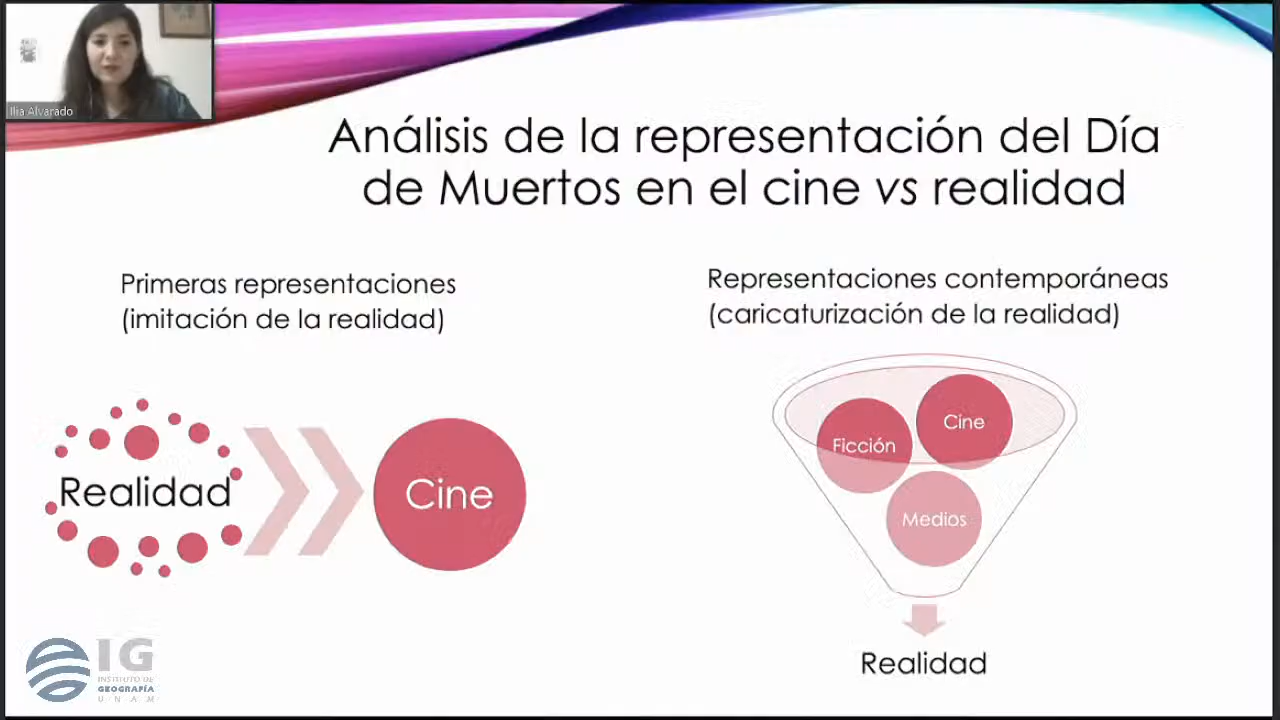 Ilia Alvarado
Análisis de la representación del Día
de Muertos en el cine vs realidad
Primeras representaciones
(imitación de la realidad)
Representaciones contemporáneas
(caricaturización de la realidad)
Realidad
Cine
Ficción
Cine
Medios
Realidad
IG
INSTITUTO DE
GEOGRAFÍA
UNAM